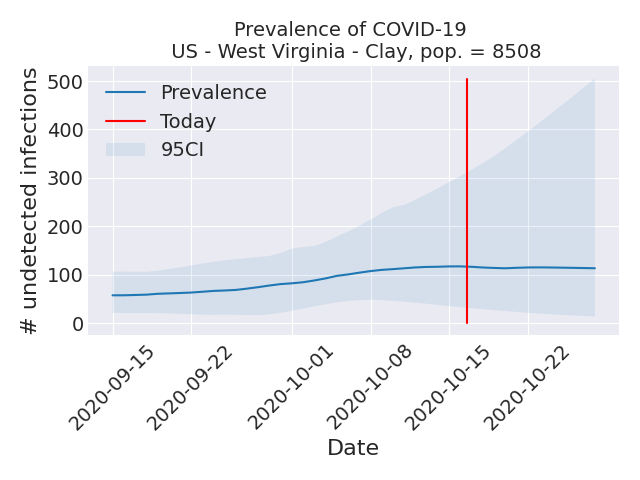 Prevalence of COVID-19
US - West Virginia - Clay, pop. = 8508
# undetected infections
500
400
300
200
100
0
Prevalence
Today
95CI
2020-09-15
2020-09-22
2020-10-01
2020-10-08
2020-10-15
2020-10-22
Date